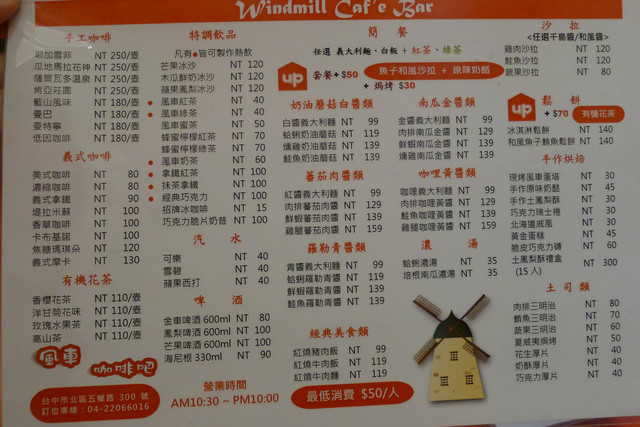 Windmill Caf'e Bar
手工咖啡
耶加雪菲 NT 250/壺
瓜地馬拉花神 NT 250/壺
薩爾瓦多溫泉 NT 250/壺
肯亞莊園 NT 250/壺
藍山風味 NT 180/壺
曼巴 NT 180/壺
曼特寧 NT 180/壺
低因咖啡 NT 180/壺
義式咖啡
美式咖啡 NT 80
濃縮咖啡 NT 80
義式拿鐵 NT 90
堤拉米蘇 NT 100
香草咖啡 NT 100
卡布基諾 NT 100
焦糖瑪琪朵 NT 120
義式摩卡 NT 130
有機花茶
香櫻花茶 NT 110/壺
洋甘菊花味 NT 110/壺
玫瑰水果茶 NT 110/壺
高山茶 NT 110/壺
風車 咖啡吧
台中市北區五權路 300 號
訂位專線：04-22066016
特調飲品
凡有●皆可製作熱飲
芒果冰沙 NT 120
木瓜鮮奶冰沙 NT 120
蘋果鳳梨冰沙 NT 120
● 風車紅茶 NT 40
● 風車綠茶 NT 40
風車蜜茶 NT 50
蜂蜜檸檬紅茶 NT 70
蜂蜜檸檬綠茶 NT 70
● 風車奶茶 NT 60
● 拿鐵紅茶 NT 100
● 抹茶拿鐵 NT 100
● 經典巧克力 NT 100
招牌冰咖啡 NT 15
巧克力脆片奶昔 NT 100
汽 水
可樂 NT 40
雪碧 NT 40
蘋果西打 NT 40
啤 酒
金車啤酒 600ml NT 80
鳳梨啤酒 600ml NT 100
芒果啤酒 600ml NT 100
海尼根 330ml NT 90
營業時間
AM10:30 ~ PM10:00
簡 餐
任選 義大利麵、白飯 + 紅茶、綠茶
up 套餐+$50 魚子和風沙拉 + 原味奶酪
+ 焗烤 $30
奶油蘑菇白醬類
白醬義大利麵 NT 99
蛤蜊奶油蘑菇 NT 119
燻雞奶油蘑菇 NT 129
鮭魚奶油蘑菇 NT 139
蕃茄肉醬類
紅醬義大利麵 NT 99
肉排蕃茄肉醬 NT 129
鮮蝦蕃茄肉醬 NT 139
雞腿蕃茄肉醬 NT 159
羅勒青醬類
青醬義大利麵 NT 99
蛤蜊羅勒青醬 NT 119
鮮蝦羅勒青醬 NT 139
鮭魚羅勒青醬 NT 139
經典美食類
紅燒豬肉飯 NT 99
紅燒牛肉飯 NT 99
紅燒牛肉麵 NT 99
最低消費 $50/人
南瓜金醬類
金醬義大利麵 NT 99
肉排南瓜金醬 NT 129
鮮蝦南瓜金醬 NT 139
燻雞南瓜金醬 NT 139
咖哩黃醬類
咖哩義大利麵 NT 99
肉排咖哩黃醬 NT 129
鮭魚咖哩黃醬 NT 139
雞腿咖哩黃醬 NT 159
濃 湯
蛤蜊濃湯 NT 35
培根南瓜濃湯 NT 35
沙 拉
<任選千島醬/和風醬>
雞肉沙拉 NT 120
鮭魚沙拉 NT 120
蔬果沙拉 NT 80
up 鬆 餅
+ $70 有機花茶
冰淇淋鬆餅 NT 140
和風魚子鮪魚鬆餅 NT 140
手作烘焙
現烤風車蛋塔 NT 30
手作原味奶酪 NT 45
手作土鳳梨酥 NT 30
巧克力瑞士捲 NT 30
北海道戚風 NT 30
黃金蛋糕 NT 45
脆皮巧克力磚 NT 60
土鳳梨酥禮盒 NT 300
(15 入)
土司類
肉排三明治 NT 80
鮪魚三明治 NT 70
蔬果三明治 NT 60
夏威夷焗烤 NT 50
花生厚片 NT 40
奶酥厚片 NT 40
巧克力厚片 NT 40